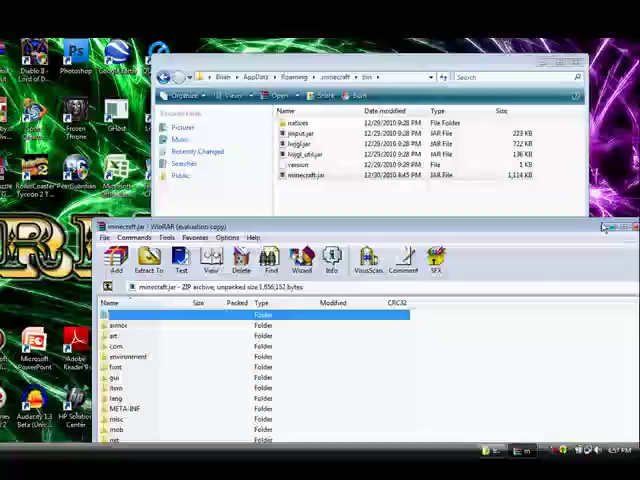 Diablo II -
Lord of D...
Photoshop
Google Earth
Frozen
Throne
GHost
RollerCoaster
Tycoon 2 T...
PeerGuardian
Microsoft
PowerPoint
Adobe
Reader 9
Audacity 1.3
Beta (Unic...
HP Solution
Center
Brian AppData Roaming .minecraft bin
Search
Organize Views Open Share Burn
Favorite Links
Pictures
Music
Recently Changed
Searches
Public
Name Date modified Type Size
natives 12/29/2010 9:28 PM File Folder
jinput.jar 12/29/2010 9:28 PM JAR File 223 KB
lwjgl.jar 12/29/2010 9:28 PM JAR File 722 KB
lwjgl_util.jar 12/29/2010 9:28 PM JAR File 136 KB
version 12/29/2010 9:28 PM File 1 KB
minecraft.jar 12/30/2010 4:45 PM JAR File 1,114 KB
minecraft.jar - WinRAR (evaluation copy)
File Commands Tools Favorites Options Help
Add Extract To Test View Delete Find Wizard Info VirusScan Comment SFX
minecraft.jar - ZIP archive, unpacked size 1,656,152 bytes
Name Size Packed Type Modified CRC32
Folder
armor Folder
art Folder
com Folder
environment Folder
font Folder
gui Folder
item Folder
lang Folder
META-INF Folder
misc Folder
mob Folder
net Folder
4:57 PM